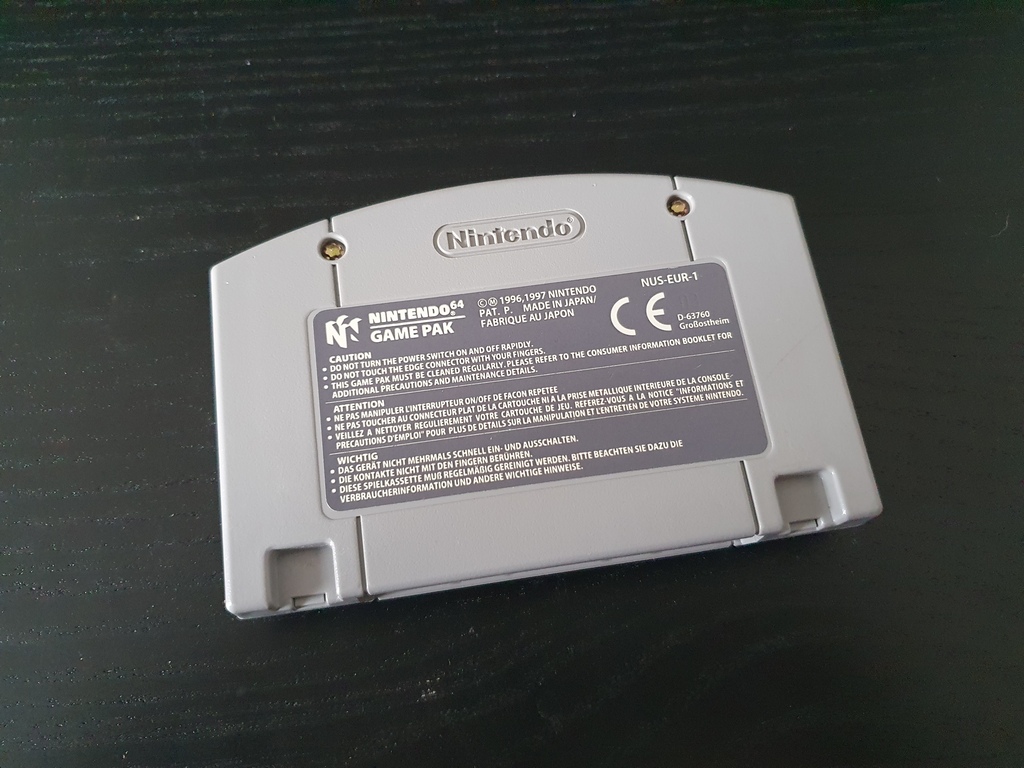 Nintendo®
NINTENDO 64
GAME PAK
©Ⓜ 1996,1997 NINTENDO
PAT. P. MADE IN JAPAN/
FABRIQUE AU JAPON
CE
NUS-EUR-1
D-63760
Großostheim
CAUTION
• DO NOT TURN THE POWER SWITCH ON AND OFF RAPIDLY.
• DO NOT TOUCH THE EDGE CONNECTOR WITH YOUR FINGERS.
• THIS GAME PAK MUST BE CLEANED REGULARLY. PLEASE REFER TO THE CONSUMER INFORMATION BOOKLET FOR
ADDITIONAL PRECAUTIONS AND MAINTENANCE DETAILS.
ATTENTION
• NE PAS MANIPULER L'INTERRUPTEUR ON/OFF DE FACON REPETEE
• NE PAS TOUCHER AU CONNECTEUR PLAT DE LA CARTOUCHE NI A LA PRISE METALLIQUE INTERIEURE DE LA CONSOLE-
• VEILLEZ A NETTOYER REGULIEREMENT VOTRE CARTOUCHE DE JEU. REFEREZ-VOUS A LA NOTICE "INFORMATIONS ET
PRECAUTIONS D'EMPLOI" POUR PLUS DE DETAILS SUR LA MANIPULATION ET L'ENTRETIEN DE VOTRE SYSTEME NINTENDO.
WICHTIG
• DAS GERÄT NICHT MEHRMALS SCHNELL EIN- UND AUSSCHALTEN.
• DIE KONTAKTE NICHT MIT DEN FINGERN BERÜHREN.
• DIESE SPIELKASSETTE MUß REGELMÄßIG GEREINIGT WERDEN. BITTE BEACHTEN SIE DAZU DIE
VERBRAUCHERINFORMATION UND ANDERE WICHTIGE HINWEISE.